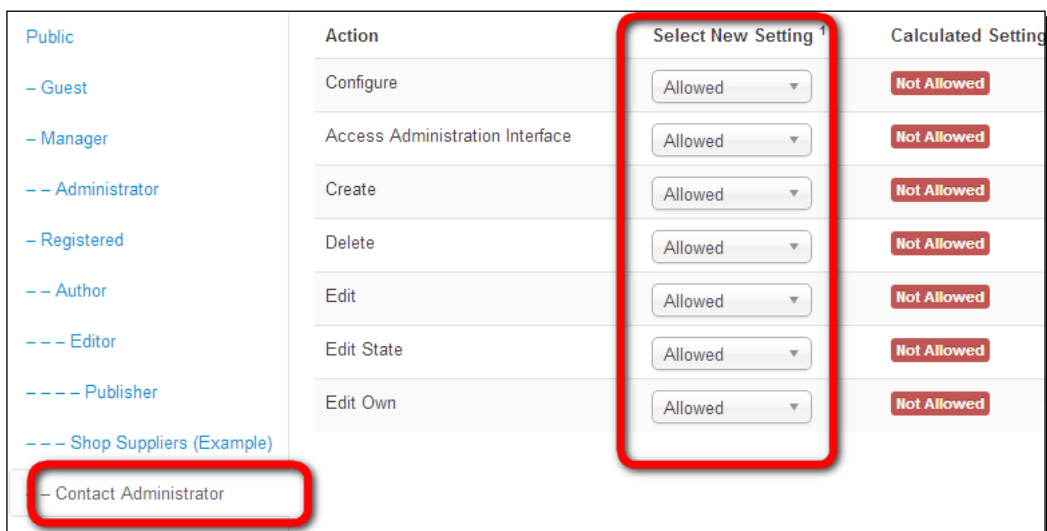 Public
– Guest
– Manager
– – Administrator
– Registered
– – Author
– – – Editor
– – – – Publisher
– – – Shop Suppliers (Example)
– – Contact Administrator
Action Select New Setting 1 Calculated Setting
Configure Allowed Not Allowed
Access Administration Interface Allowed Not Allowed
Create Allowed Not Allowed
Delete Allowed Not Allowed
Edit Allowed Not Allowed
Edit State Allowed Not Allowed
Edit Own Allowed Not Allowed